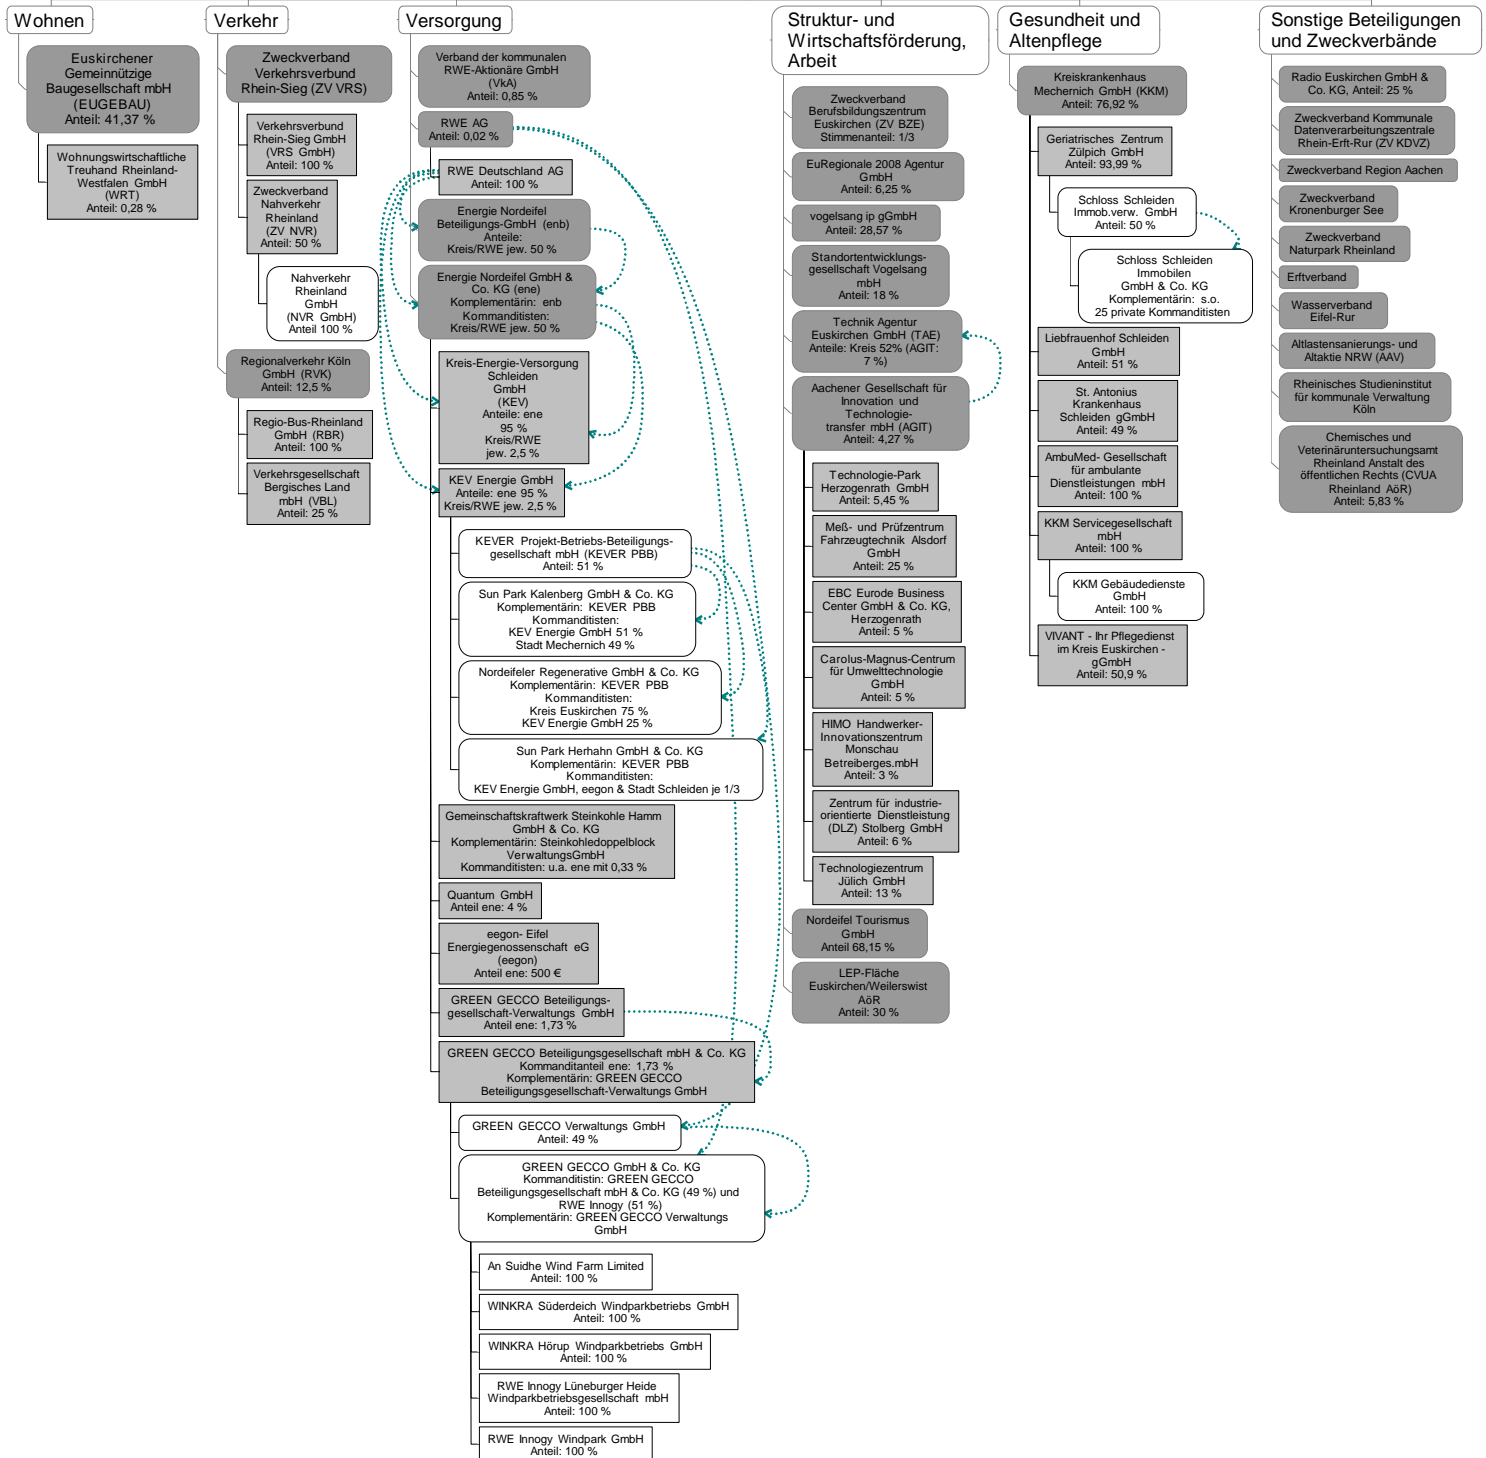 Wohnen
Euskirchener
Gemeinnützige
Baugesellschaft mbH
(EUGEBAU)
Anteil: 41,37 %
Wohnungswirtschaftliche
Treuhand Rheinland-
Westfalen GmbH
(WRT)
Anteil: 0,28 %
Verkehr
Zweckverband
Verkehrsverbund
Rhein-Sieg (ZV VRS)
Verkehrsverbund
Rhein-Sieg GmbH
(VRS GmbH)
Anteil: 100 %
Zweckverband
Nahverkehr
Rheinland
(ZV NVR)
Anteil: 50 %
Nahverkehr
Rheinland
GmbH
(NVR GmbH)
Anteil 100 %
Regionalverkehr Köln
GmbH (RVK)
Anteil: 12,5 %
Regio-Bus-Rheinland
GmbH (RBR)
Anteil: 100 %
Verkehrsgesellschaft
Bergisches Land
mbH (VBL)
Anteil: 25 %
Versorgung
Verband der kommunalen
RWE-Aktionäre GmbH
(VkA)
Anteil: 0,85 %
RWE AG
Anteil: 0,02 %
RWE Deutschland AG
Anteil: 100 %
Energie Nordeifel
Beteiligungs-GmbH (enb)
Anteile:
Kreis/RWE jew. 50 %
Energie Nordeifel GmbH &
Co. KG (ene)
Komplementärin: enb
Kommanditisten:
Kreis/RWE jew. 50 %
Kreis-Energie-Versorgung
Schleiden
GmbH
(KEV)
Anteile: ene
95 %
Kreis/RWE
jew. 2,5 %
KEV Energie GmbH
Anteile: ene 95 %
Kreis/RWE jew. 2,5 %
KEVER Projekt-Betriebs-Beteiligungs-
gesellschaft mbH (KEVER PBB)
Anteil: 51 %
Sun Park Kalenberg GmbH & Co. KG
Komplementärin: KEVER PBB
Kommanditisten:
KEV Energie GmbH 51 %
Stadt Mechernich 49 %
Nordeifeler Regenerative GmbH & Co. KG
Komplementärin: KEVER PBB
Kommanditisten:
Kreis Euskirchen 75 %
KEV Energie GmbH 25 %
Sun Park Herhahn GmbH & Co. KG
Komplementärin: KEVER PBB
Kommanditisten:
KEV Energie GmbH, eegon & Stadt Schleiden je 1/3
Gemeinschaftskraftwerk Steinkohle Hamm
GmbH & Co. KG
Komplementärin: Steinkohledoppelblock
VerwaltungsGmbH
Kommanditisten: u.a. ene mit 0,33 %
Quantum GmbH
Anteil ene: 4 %
eegon- Eifel
Energiegenossenschaft eG
(eegon)
Anteil ene: 500 €
GREEN GECCO Beteiligungs-
gesellschaft-Verwaltungs GmbH
Anteil ene: 1,73 %
GREEN GECCO Beteiligungsgesellschaft mbH & Co. KG
Kommanditanteil ene: 1,73 %
Komplementärin: GREEN GECCO
Beteiligungsgesellschaft-Verwaltungs GmbH
GREEN GECCO Verwaltungs GmbH
Anteil: 49 %
GREEN GECCO GmbH & Co. KG
Kommanditistin: GREEN GECCO
Beteiligungsgesellschaft mbH & Co. KG (49 %) und
RWE Innogy (51 %)
Komplementärin: GREEN GECCO Verwaltungs
GmbH
An Suidhe Wind Farm Limited
Anteil: 100 %
WINKRA Süderdeich Windparkbetriebs GmbH
Anteil: 100 %
WINKRA Hörup Windparkbetriebs GmbH
Anteil: 100 %
RWE Innogy Lüneburger Heide
Windparkbetriebsgesellschaft mbH
Anteil: 100 %
RWE Innogy Windpark GmbH
Anteil: 100 %
Struktur- und
Wirtschaftsförderung,
Arbeit
Zweckverband
Berufsbildungszentrum
Euskirchen (ZV BZE)
Stimmenanteil: 1/3
EuRegionale 2008 Agentur
GmbH
Anteil: 6,25 %
vogelsang ip gGmbH
Anteil: 28,57 %
Standortentwicklungs-
gesellschaft Vogelsang
mbH
Anteil: 18 %
Technik Agentur
Euskirchen GmbH (TAE)
Anteile: Kreis 52% (AGIT:
7 %)
Aachener Gesellschaft für
Innovation und
Technologie-
transfer mbH (AGIT)
Anteil: 4,27 %
Technologie-Park
Herzogenrath GmbH
Anteil: 5,45 %
Meß- und Prüfzentrum
Fahrzeugtechnik Alsdorf
GmbH
Anteil: 25 %
EBC Eurode Business
Center GmbH & Co. KG,
Herzogenrath
Anteil: 5 %
Carolus-Magnus-Centrum
für Umwelttechnologie
GmbH
Anteil: 5 %
HIMO Handwerker-
Innovationszentrum
Monschau
Betreiberges.mbH
Anteil: 3 %
Zentrum für industrie-
orientierte Dienstleistung
(DLZ) Stolberg GmbH
Anteil: 6 %
Technologiezentrum
Jülich GmbH
Anteil: 13 %
Nordeifel Tourismus
GmbH
Anteil 68,15 %
LEP-Fläche
Euskirchen/Weilerswist
AöR
Anteil: 30 %
Gesundheit und
Altenpflege
Kreiskrankenhaus
Mechernich GmbH (KKM)
Anteil: 76,92 %
Geriatrisches Zentrum
Zülpich GmbH
Anteil: 93,99 %
Schloss Schleiden
Immob.verw. GmbH
Anteil: 50 %
Schloss Schleiden
Immobilen
GmbH & Co. KG
Komplementärin: s.o.
25 private Kommanditisten
Liebfrauenhof Schleiden
GmbH
Anteil: 51 %
St. Antonius
Krankenhaus
Schleiden gGmbH
Anteil: 49 %
AmbuMed- Gesellschaft
für ambulante
Dienstleistungen mbH
Anteil: 100 %
KKM Servicegesellschaft
mbH
Anteil: 100 %
KKM Gebäudedienste
GmbH
Anteil: 100 %
VIVANT - Ihr Pflegedienst
im Kreis Euskirchen -
gGmbH
Anteil: 50,9 %
Sonstige Beteiligungen
und Zweckverbände
Radio Euskirchen GmbH &
Co. KG, Anteil: 25 %
Zweckverband Kommunale
Datenverarbeitungszentrale
Rhein-Erft-Rur (ZV KDVZ)
Zweckverband Region Aachen
Zweckverband
Kronenburger See
Zweckverband
Naturpark Rheinland
Erftverband
Wasserverband
Eifel-Rur
Altlastensanierungs- und
Altaktie NRW (AAV)
Rheinisches Studieninstitut
für kommunale Verwaltung
Köln
Chemisches und
Veterinäruntersuchungsamt
Rheinland Anstalt des
öffentlichen Rechts (CVUA
Rheinland AöR)
Anteil: 5,83 %